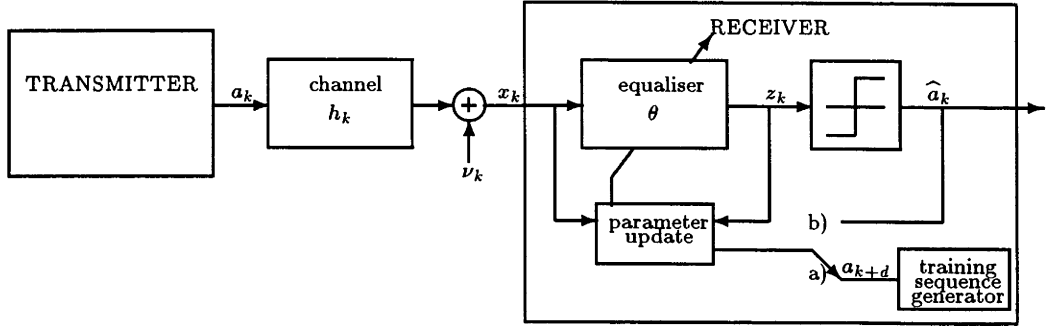 RECEIVER
TRANSMITTER
a_k
channel
h_k
+
ν_k
x_k
equaliser
θ
z_k
â_k
parameter
update
b)
a)
a_{k+d}
training
sequence
generator